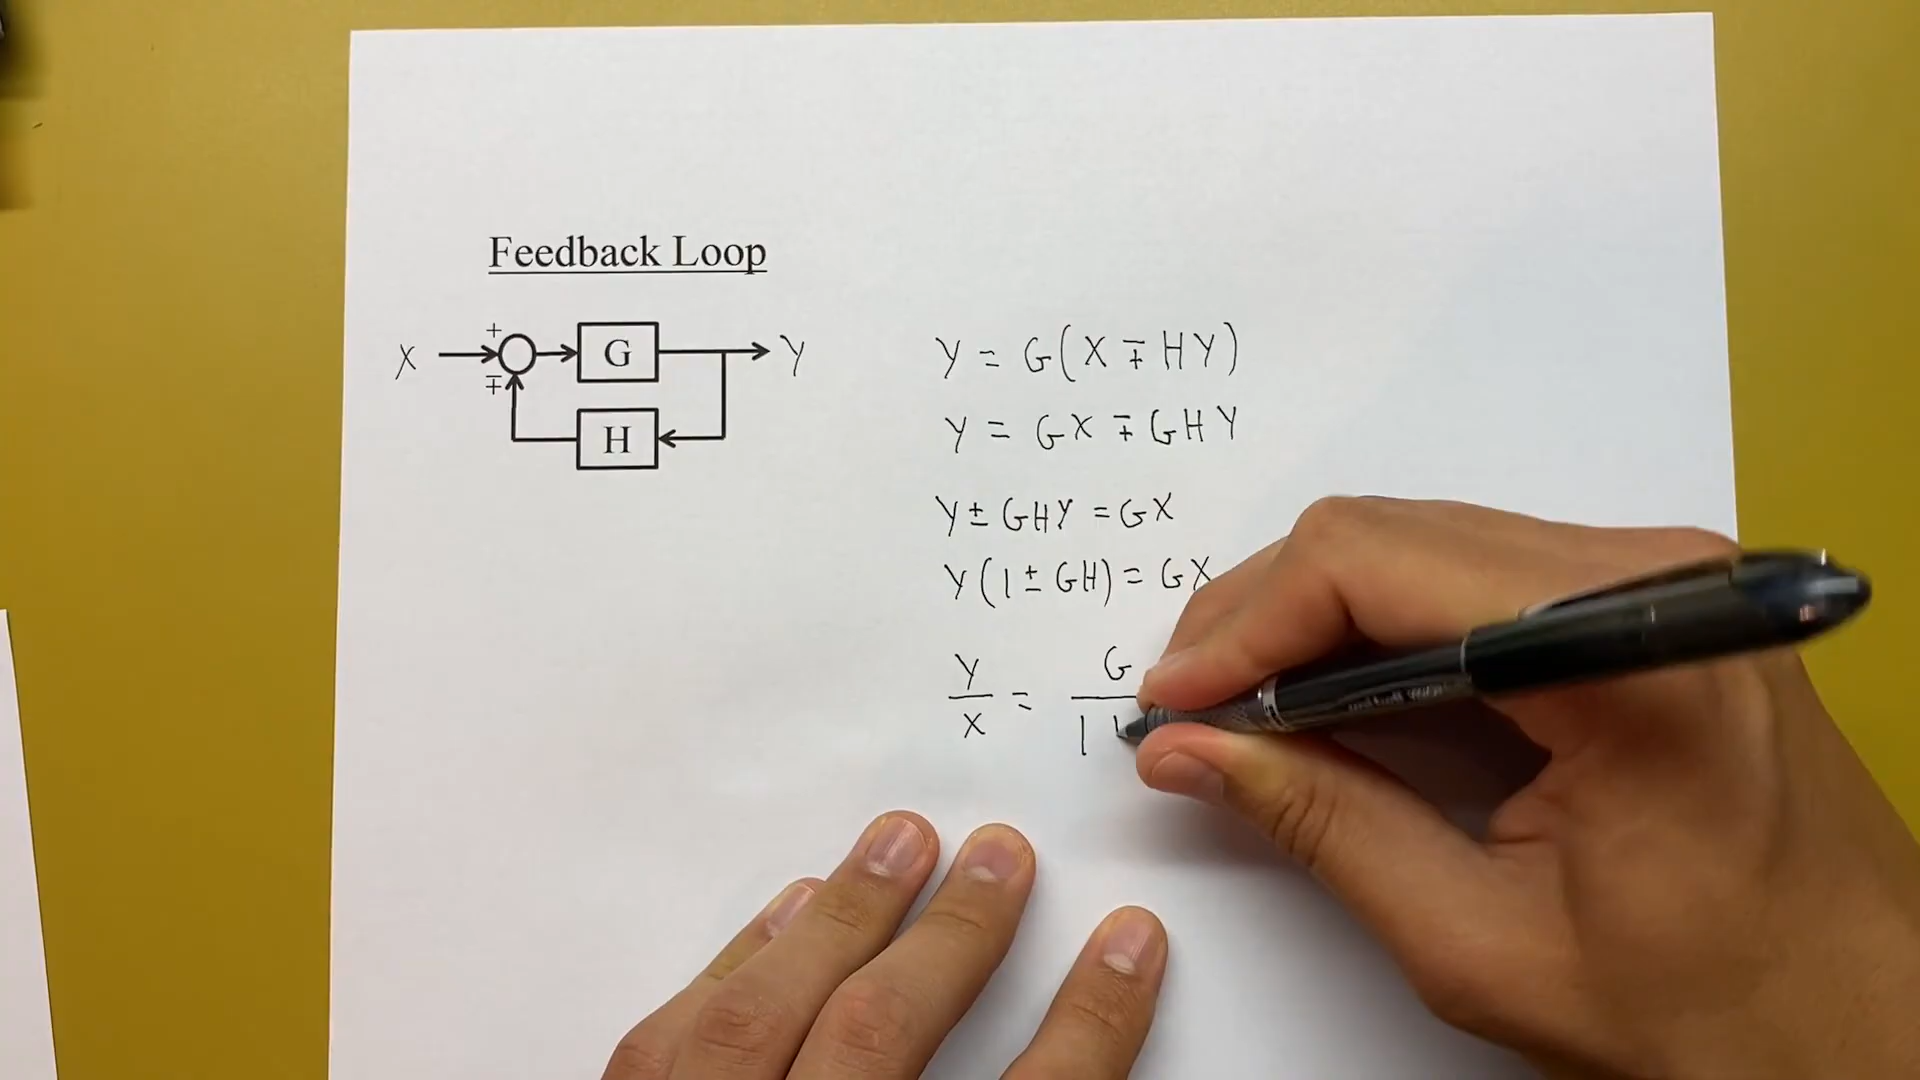 Feedback Loop
+
X G Y
∓
H
Y = G(X ∓ HY)
Y = GX ∓ GHY
Y ± GHY = GX
Y(1 ± GH) = GX
Y/X = G/1